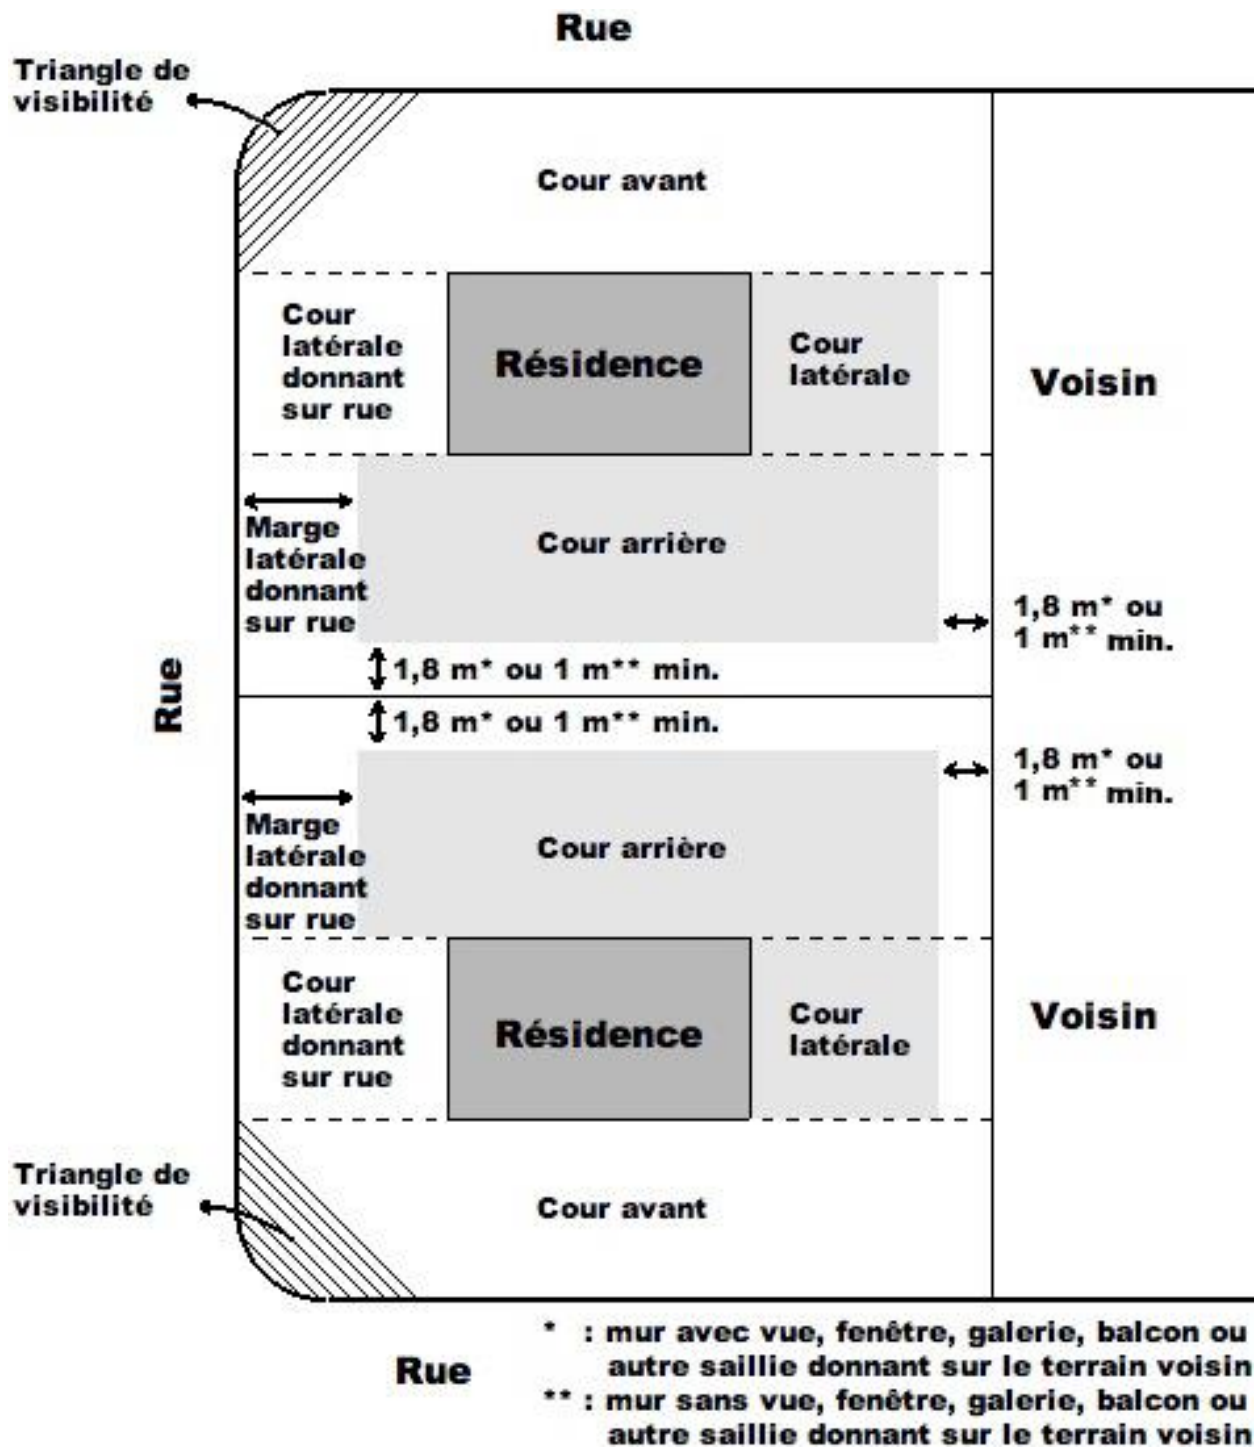 Rue
Triangle de
visibilité
Cour avant
Cour
latérale
donnant
sur rue
Résidence
Cour
latérale
Voisin
Marge
latérale
donnant
sur rue
Cour arrière
1,8 m* ou
1 m** min.
1,8 m* ou 1 m** min.
Rue
1,8 m* ou 1 m** min.
1,8 m* ou
1 m** min.
Marge
latérale
donnant
sur rue
Cour arrière
Cour
latérale
donnant
sur rue
Résidence
Cour
latérale
Voisin
Triangle de
visibilité
Cour avant
Rue
* : mur avec vue, fenêtre, galerie, balcon ou
autre saillie donnant sur le terrain voisin
** : mur sans vue, fenêtre, galerie, balcon ou
autre saillie donnant sur le terrain voisin